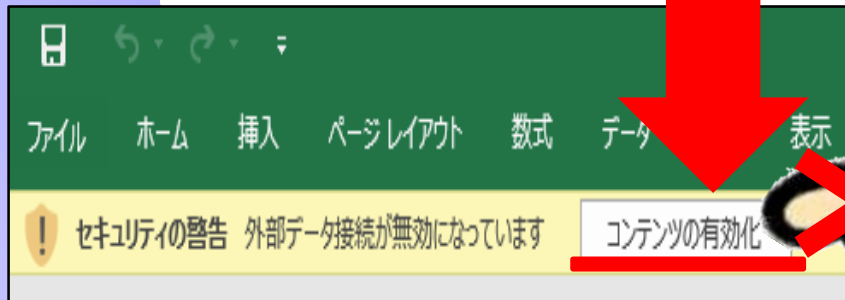 ファイル ホーム 挿入 ページ レイアウト 数式 データ 表示
セキュリティの警告 外部データ接続が無効になっています コンテンツの有効化